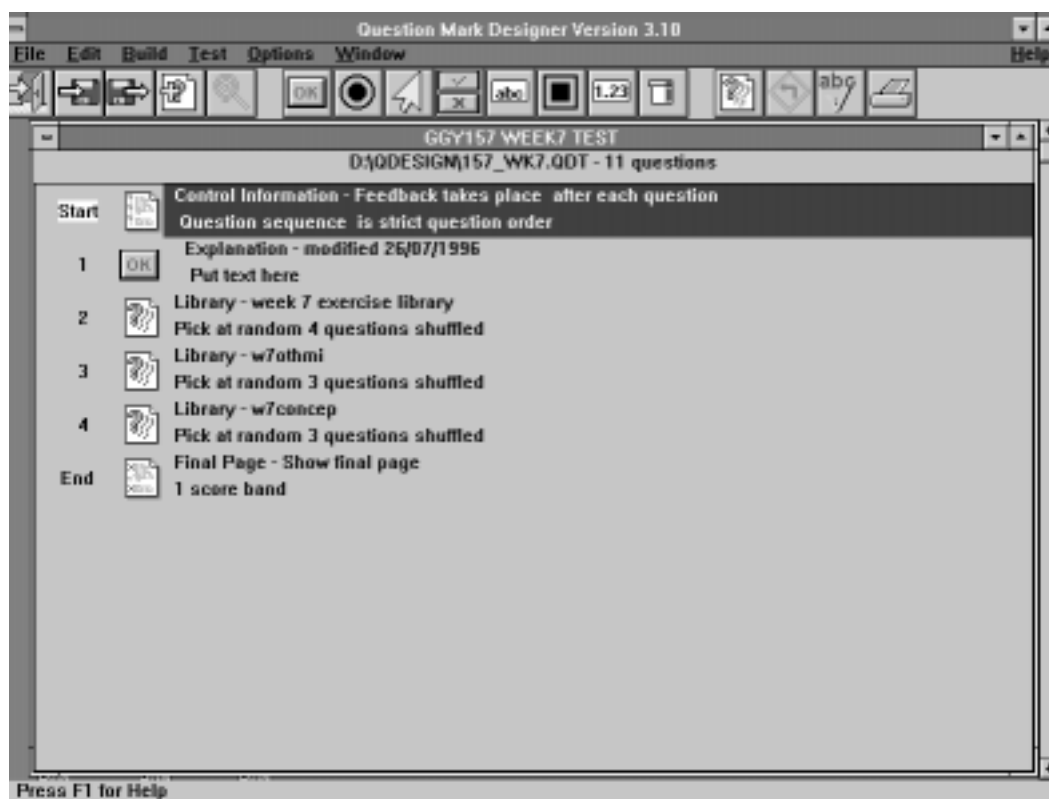 Question Mark Designer Version 3.10
File Edit Build Test Options Window Help
OK abc 1.23 abc
GGY157 WEEK7 TEST
D:\QDESIGN\157_WK7.QDT - 11 questions
Start Control Information - Feedback takes place after each question
Question sequence is strict question order
1 OK Explanation - modified 26/07/1996
Put text here
2 Library - week 7 exercise library
Pick at random 4 questions shuffled
3 Library - w7othmi
Pick at random 3 questions shuffled
4 Library - w7concep
Pick at random 3 questions shuffled
End Final Page - Show final page
1 score band
Press F1 for Help